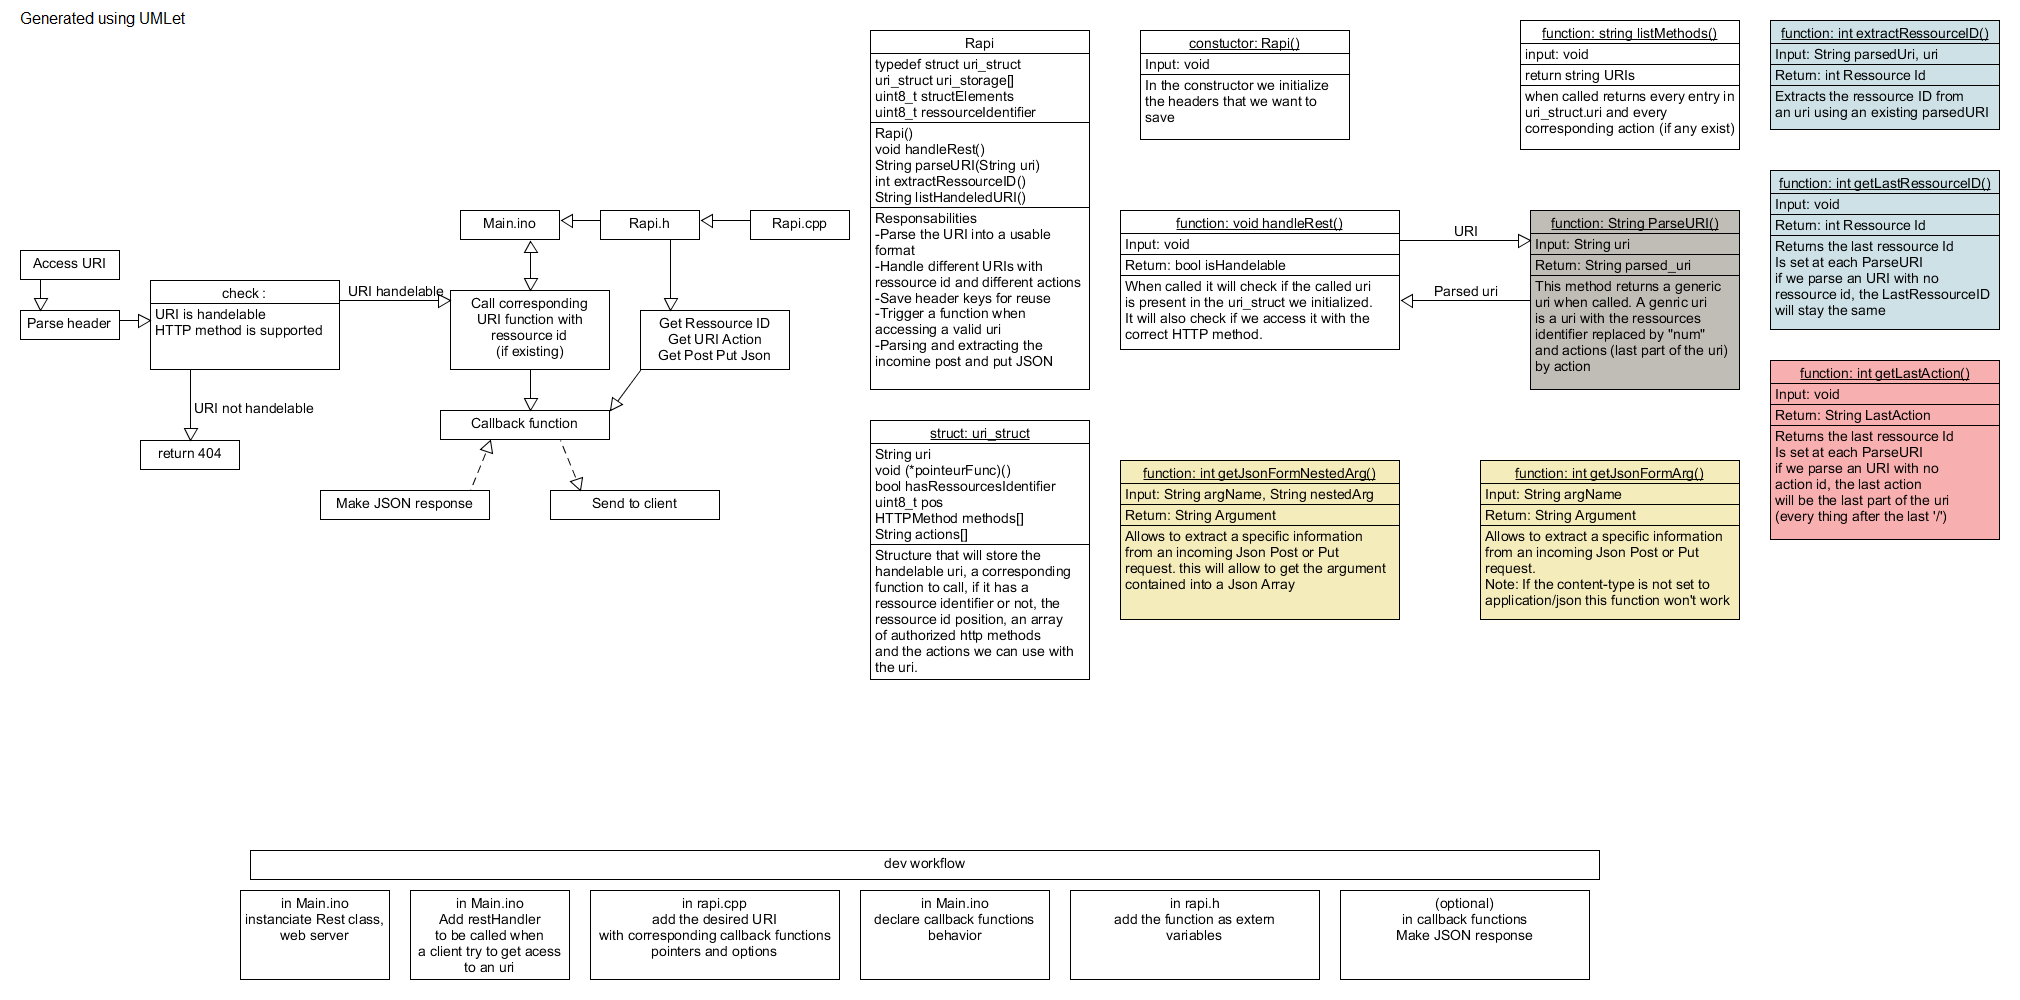 Generated using UMLet
Access URI
Parse header
check :
URI is handelable
HTTP method is supported
URI handelable
URI not handelable
return 404
Main.ino
Rapi.h
Rapi.cpp
Call corresponding
URI function with
ressource id
(if existing)
Get Ressource ID
Get URI Action
Get Post Put Json
Callback function
Make JSON response
Send to client
Rapi
typedef struct uri_struct
uri_struct uri_storage[]
uint8_t structElements
uint8_t ressourceIdentifier
Rapi()
void handleRest()
String parseURI(String uri)
int extractRessourceID()
String listHandeledURI()
Responsabilities
-Parse the URI into a usable
format
-Handle different URIs with
ressource id and different actions
-Save header keys for reuse
-Trigger a function when
accessing a valid uri
-Parsing and extracting the
incomine post and put JSON
struct: uri_struct
String uri
void (*pointeurFunc)()
bool hasRessourcesIdentifier
uint8_t pos
HTTPMethod methods[]
String actions[]
Structure that will store the
handelable uri, a corresponding
function to call, if it has a
ressource identifier or not, the
ressource id position, an array
of authorized http methods
and the actions we can use with
the uri.
constuctor: Rapi()
Input: void
In the constructor we initialize
the headers that we want to
save
function: string listMethods()
input: void
return string URIs
when called returns every entry in
uri_struct.uri and every
corresponding action (if any exist)
function: int extractRessourceID()
Input: String parsedUri, uri
Return: int Ressource Id
Extracts the ressource ID from
an uri using an existing parsedURI
function: void handleRest()
Input: void
Return: bool isHandelable
When called it will check if the called uri
is present in the uri_struct we initialized.
It will also check if we access it with the
correct HTTP method.
URI
Parsed uri
function: String ParseURI()
Input: String uri
Return: String parsed_uri
This method returns a generic
uri when called. A genric uri
is a uri with the ressources
identifier replaced by "num"
and actions (last part of the uri)
by action
function: int getLastRessourceID()
Input: void
Return: int Ressource Id
Returns the last ressource Id
Is set at each ParseURI
if we parse an URI with no
ressource id, the LastRessourceID
will stay the same
function: int getLastAction()
Input: void
Return: String LastAction
Returns the last ressource Id
Is set at each ParseURI
if we parse an URI with no
action id, the last action
will be the last part of the uri
(every thing after the last '/')
function: int getJsonFormNestedArg()
Input: String argName, String nestedArg
Return: String Argument
Allows to extract a specific information
from an incoming Json Post or Put
request. this will allow to get the argument
contained into a Json Array
function: int getJsonFormArg()
Input: String argName
Return: String Argument
Allows to extract a specific information
from an incoming Json Post or Put
request.
Note: If the content-type is not set to
application/json this function won't work
dev workflow
in Main.ino
instanciate Rest class,
web server
in Main.ino
Add restHandler
to be called when
a client try to get acess
to an uri
in rapi.cpp
add the desired URI
with corresponding callback functions
pointers and options
in Main.ino
declare callback functions
behavior
in rapi.h
add the function as extern
variables
(optional)
in callback functions
Make JSON response